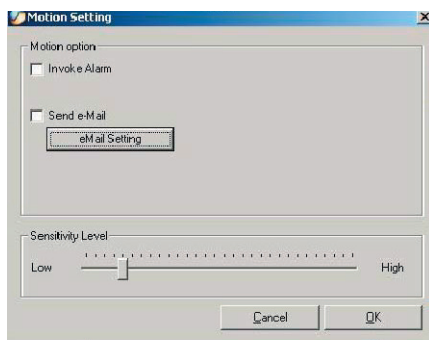 Motion Setting
Motion option
Invoke Alarm
Send e-Mail
eMail Setting
Sensitivity Level
Low High
Cancel OK